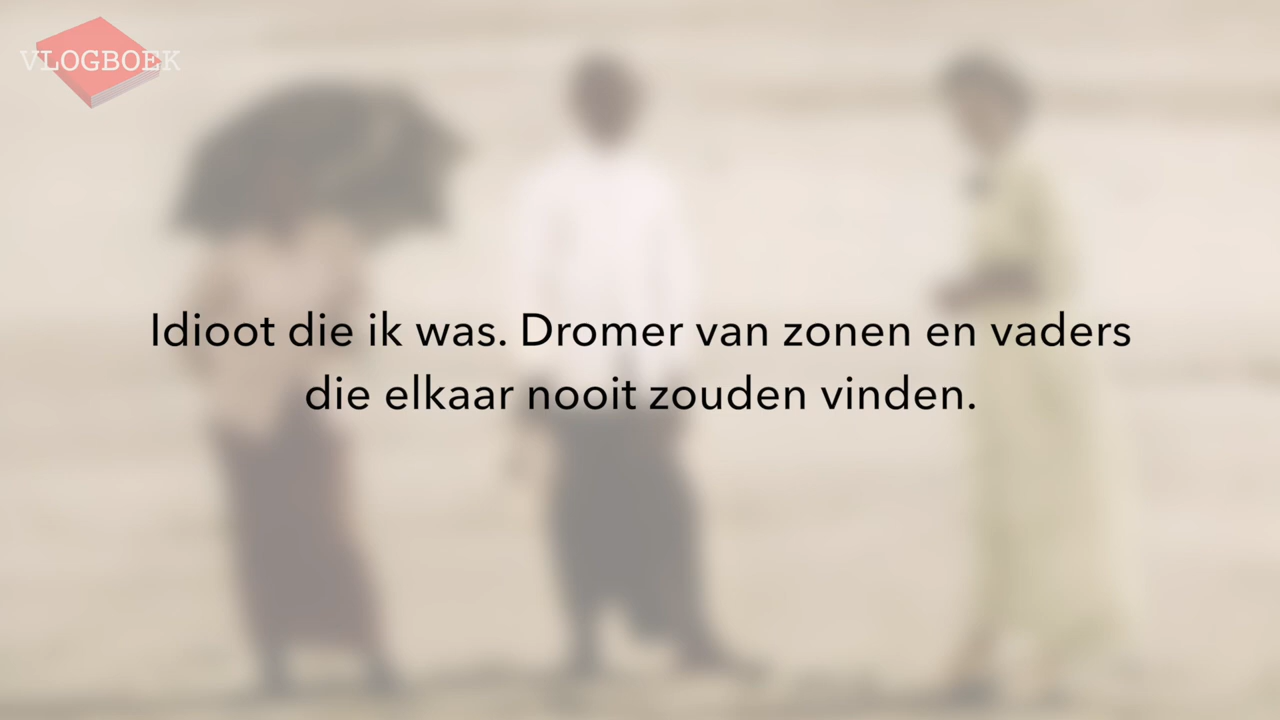 VLOGBOEK
Idioot die ik was. Dromer van zonen en vaders
die elkaar nooit zouden vinden.